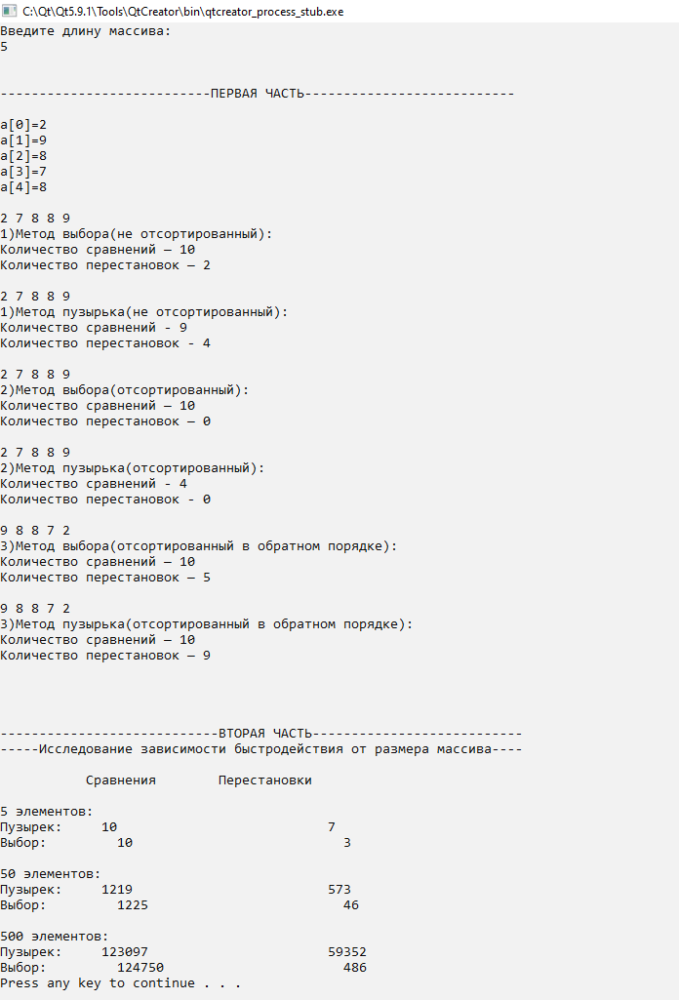 C:\Qt\Qt5.9.1\Tools\QtCreator\bin\qtcreator_process_stub.exe
Введите длину массива:
5
---------------------------ПЕРВАЯ ЧАСТЬ---------------------------
a[0]=2
a[1]=9
a[2]=8
a[3]=7
a[4]=8
2 7 8 8 9
1)Метод выбора(не отсортированный):
Количество сравнений – 10
Количество перестановок – 2
2 7 8 8 9
1)Метод пузырька(не отсортированный):
Количество сравнений - 9
Количество перестановок - 4
2 7 8 8 9
2)Метод выбора(отсортированный):
Количество сравнений – 10
Количество перестановок – 0
2 7 8 8 9
2)Метод пузырька(отсортированный):
Количество сравнений - 4
Количество перестановок - 0
9 8 8 7 2
3)Метод выбора(отсортированный в обратном порядке):
Количество сравнений – 10
Количество перестановок – 5
9 8 8 7 2
3)Метод пузырька(отсортированный в обратном порядке):
Количество сравнений – 10
Количество перестановок – 9
----------------------------ВТОРАЯ ЧАСТЬ---------------------------
-----Исследование зависимости быстродействия от размера массива----
Сравнения Перестановки
5 элементов:
Пузырек: 10 7
Выбор: 10 3
50 элементов:
Пузырек: 1219 573
Выбор: 1225 46
500 элементов:
Пузырек: 123097 59352
Выбор: 124750 486
Press any key to continue . . .